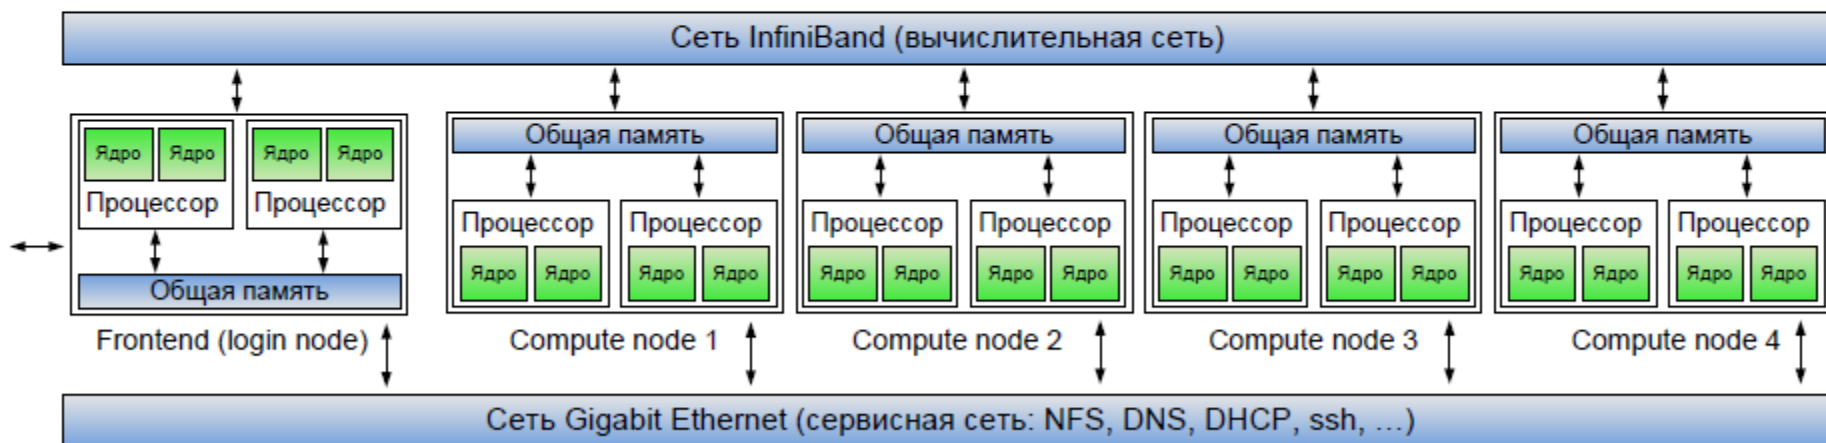 Сеть InfiniBand (вычислительная сеть)
Ядро Ядро Ядро Ядро
Процессор Процессор
Общая память
Frontend (login node)
Общая память
Процессор Процессор
Ядро Ядро Ядро Ядро
Compute node 1
Общая память
Процессор Процессор
Ядро Ядро Ядро Ядро
Compute node 2
Общая память
Процессор Процессор
Ядро Ядро Ядро Ядро
Compute node 3
Общая память
Процессор Процессор
Ядро Ядро Ядро Ядро
Compute node 4
Сеть Gigabit Ethernet (сервисная сеть: NFS, DNS, DHCP, ssh, …)